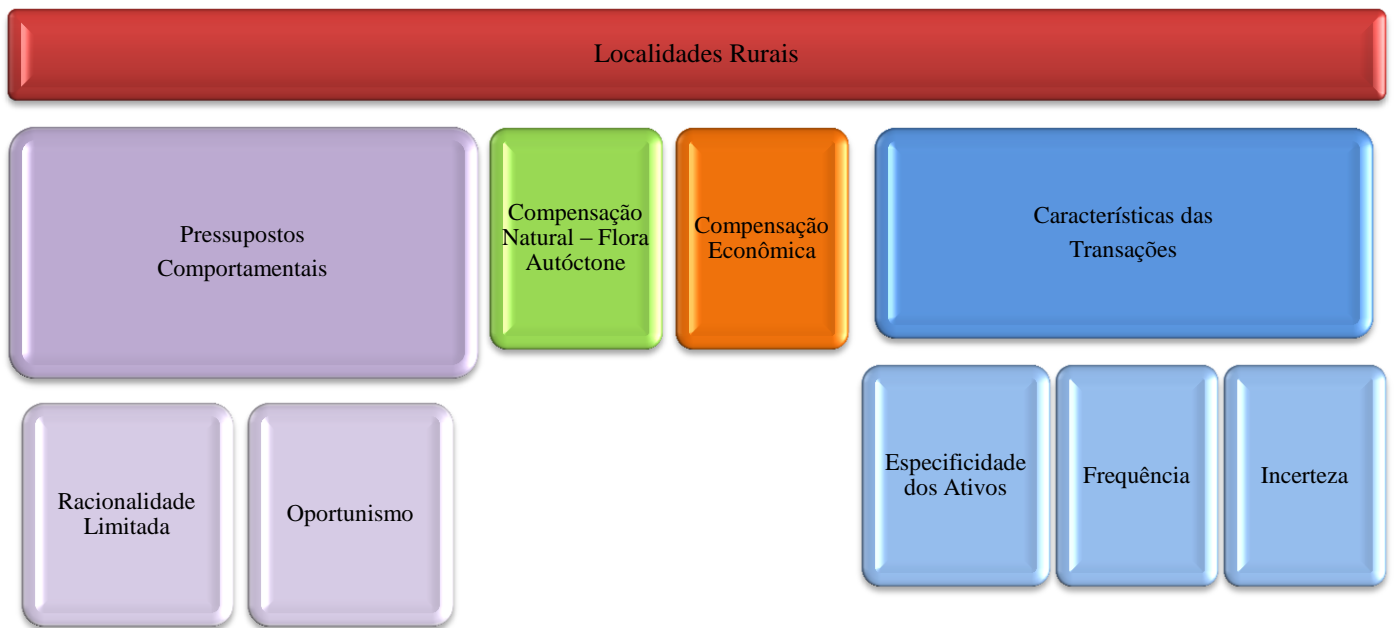 Localidades Rurais
Pressupostos
Comportamentais
Compensação
Natural – Flora
Autóctone
Compensação
Econômica
Características das
Transações
Racionalidade
Limitada
Oportunismo
Especificidade
dos Ativos
Frequência
Incerteza